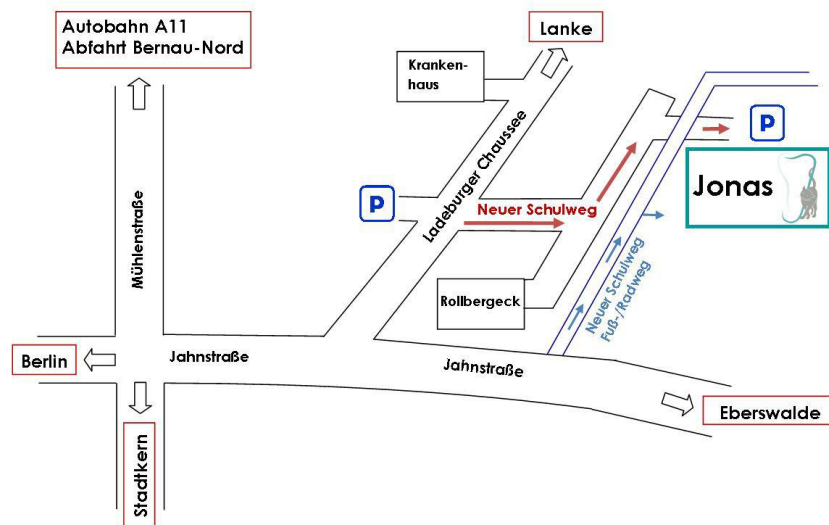 Autobahn A11
Abfahrt Bernau-Nord
Lanke
Kranken-
haus
P
Jonas
Ladeburger Chaussee
P
Neuer Schulweg
Mühlenstraße
Neuer Schulweg
Fuß-/Radweg
Rollbergeck
Berlin
Jahnstraße
Jahnstraße
Eberswalde
Stadtkern